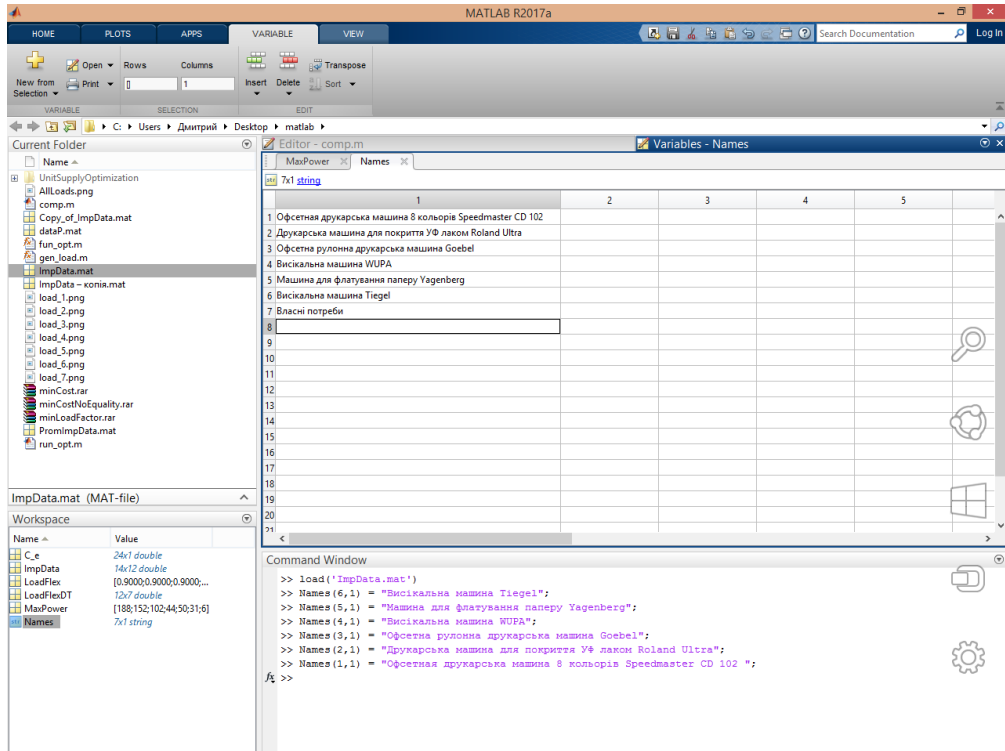 MATLAB R2017a
HOME PLOTS APPS VARIABLE VIEW Search Documentation Log In
New from Selection Open Print Rows Columns 1 Insert Delete Transpose Sort
VARIABLE SELECTION EDIT
C: Users Дмитрий Desktop matlab
Current Folder
Name
UnitSupplyOptimization
AllLoads.png
comp.m
Copy_of_ImpData.mat
dataP.mat
fun_opt.m
gen_load.m
ImpData.mat
ImpData – копія.mat
load_1.png
load_2.png
load_3.png
load_4.png
load_5.png
load_6.png
load_7.png
minCost.rar
minCostNoEquality.rar
minLoadFactor.rar
PromImpData.mat
run_opt.m
ImpData.mat (MAT-file)
Workspace
Name Value
C_e 24x1 double
ImpData 14x12 double
LoadFlex [0.9000;0.9000;0.9000;...
LoadFlexDT 12x7 double
MaxPower [188;152;102;44;50;31;6]
Names 7x1 string
Editor - comp.m
Variables - Names
MaxPower Names
7x1 string
1 2 3 4 5
1 Офсетная друкарська машина 8 кольорів Speedmaster CD 102
2 Друкарська машина для покриття УФ лаком Roland Ultra
3 Офсетна рулонна друкарська машина Goebel
4 Висікальна машина WUPA
5 Машина для флатування паперу Yagenberg
6 Висікальна машина Tiegel
7 Власні потреби
8
9
10
11
12
13
14
15
16
17
18
19
20
21
Command Window
>> load('ImpData.mat')
>> Names(6,1) = "Висікальна машина Tiegel";
>> Names(5,1) = "Машина для флатування паперу Yagenberg";
>> Names(4,1) = "Висікальна машина WUPA";
>> Names(3,1) = "Офсетна рулонна друкарська машина Goebel";
>> Names(2,1) = "Друкарська машина для покриття УФ лаком Roland Ultra";
>> Names(1,1) = "Офсетная друкарська машина 8 кольорів Speedmaster CD 102 ";
fx >>